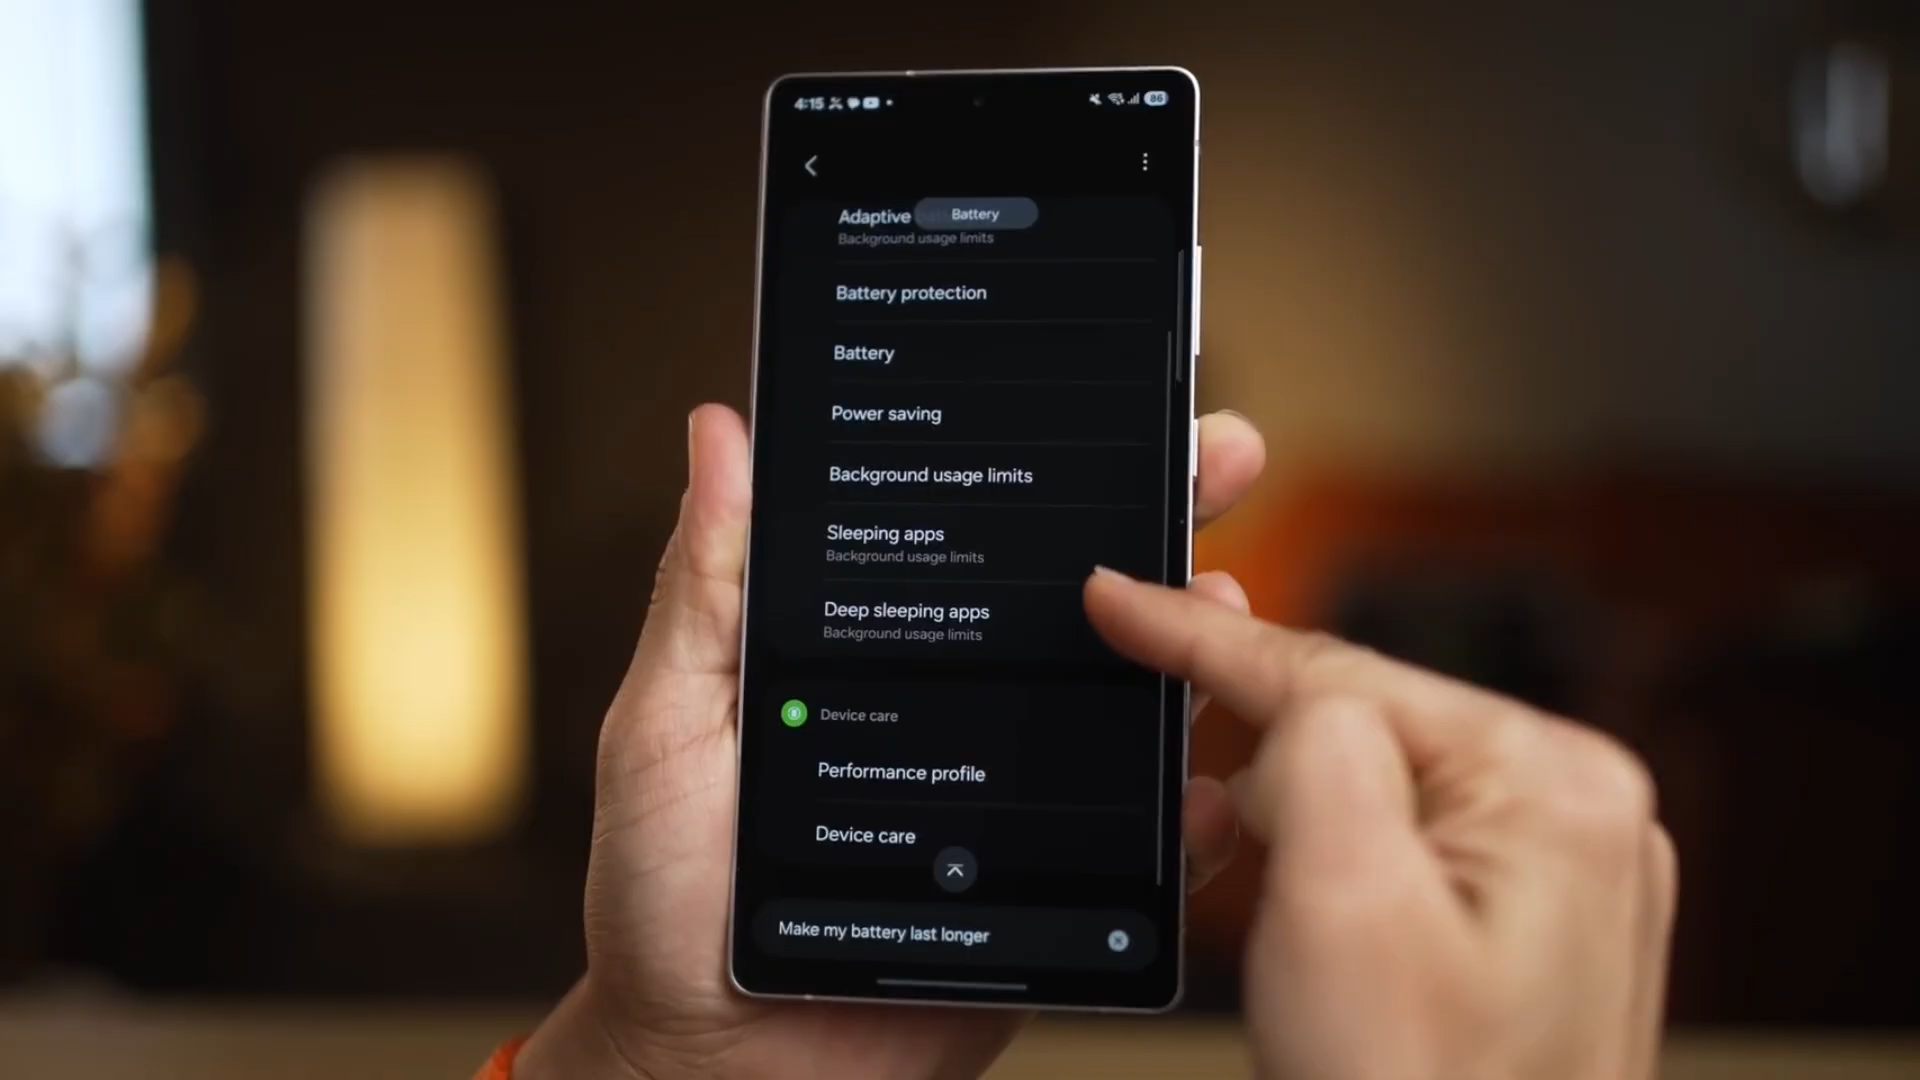 4:15
86
Adaptive
Battery
Background usage limits
Battery protection
Battery
Power saving
Background usage limits
Sleeping apps
Background usage limits
Deep sleeping apps
Background usage limits
Device care
Performance profile
Device care
Make my battery last longer